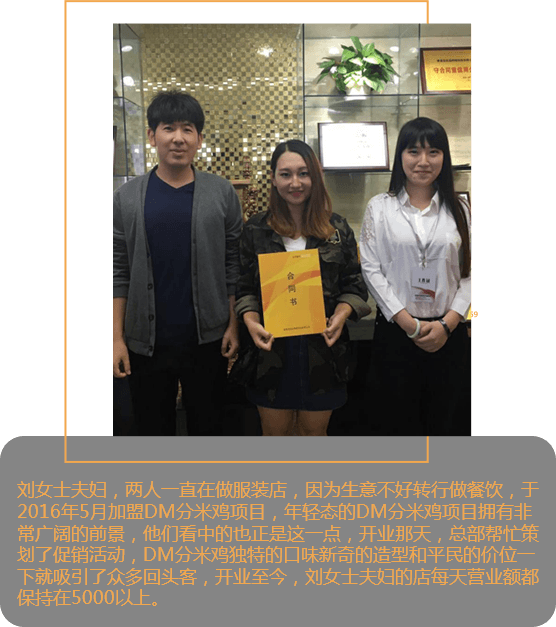 守合同重信用
合
同
书
刘女士夫妇，两人一直在做服装店，因为生意不好转行做餐饮，于
2016年5月加盟DM分米鸡项目，年轻态的DM分米鸡项目拥有非
常广阔的前景，他们看中的也正是这一点，开业那天，总部帮忙策
划了促销活动，DM分米鸡独特的口味新奇的造型和平民的价位一
下就吸引了众多回头客，开业至今，刘女士夫妇的店每天营业额都
保持在5000以上。